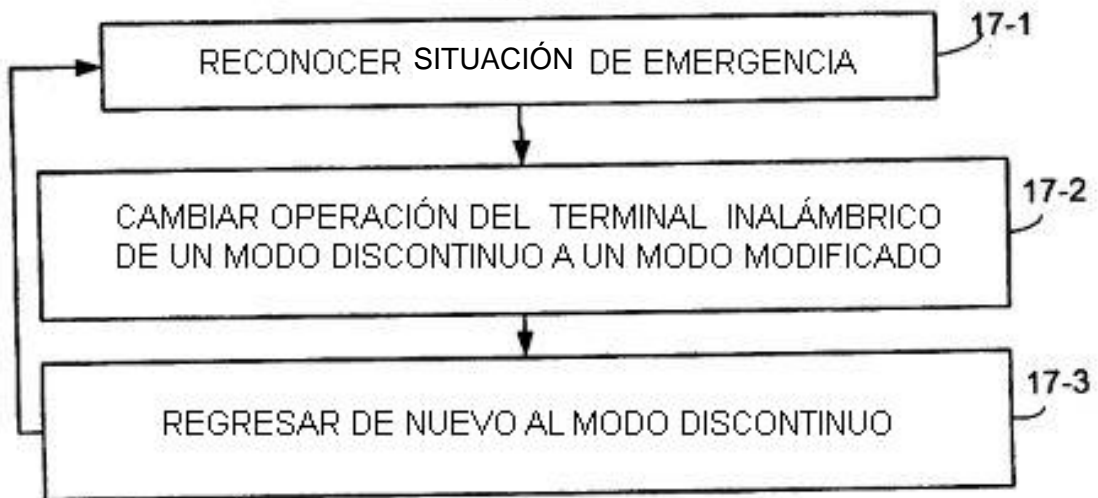 17-1
RECONOCER SITUACIÓN DE EMERGENCIA
17-2
CAMBIAR OPERACIÓN DEL TERMINAL INALÁMBRICO
DE UN MODO DISCONTINUO A UN MODO MODIFICADO
17-3
REGRESAR DE NUEVO AL MODO DISCONTINUO